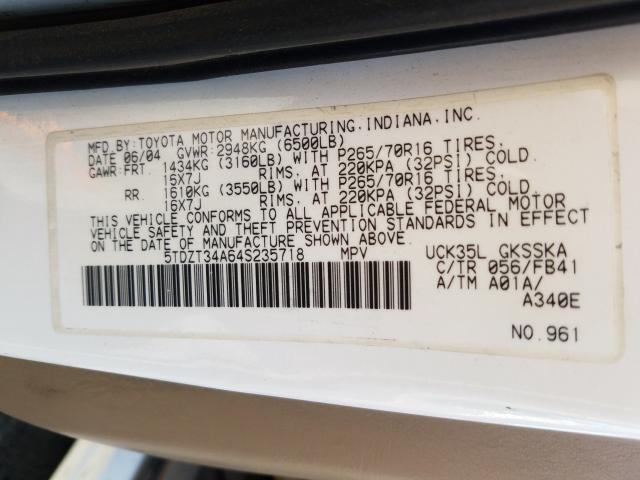 MFD.BY:TOYOTA MOTOR MANUFACTURING.INDIANA.INC.
DATE 06/04 GVWR:2948KG (6500LB)
GAWR:FRT. 1434KG (3160LB) WITH P265/70R16 TIRES,
16X7J RIMS, AT 220KPA (32PSI) COLD.
RR. 1610KG (3550LB) WITH P265/70R16 TIRES,
16X7J RIMS, AT 220KPA (32PSI) COLD.
THIS VEHICLE CONFORMS TO ALL APPLICABLE FEDERAL MOTOR
VEHICLE SAFETY AND THEFT PREVENTION STANDARDS IN EFFECT
ON THE DATE OF MANUFACTURE SHOWN ABOVE.
5TDZT34A64S235718 MPV UCK35L GKSSKA
C/TR 056/FB41
A/TM A01A/
A340E
NO.961